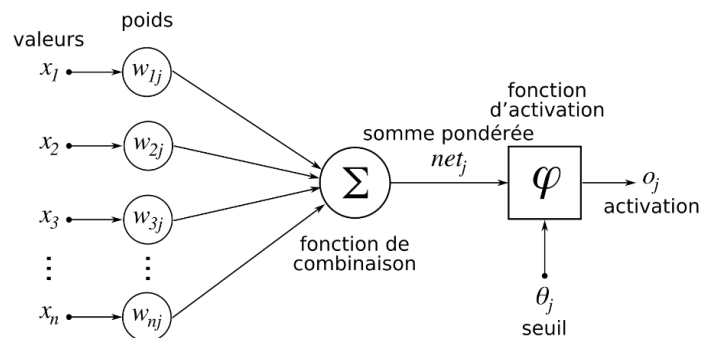 poids
valeurs
x₁
w₁ⱼ
x₂
w₂ⱼ
x₃
w₃ⱼ
⋮
⋮
xₙ
wₙⱼ
Σ
fonction de
combinaison
somme pondérée
netⱼ
fonction
d’activation
φ
oⱼ
activation
θⱼ
seuil